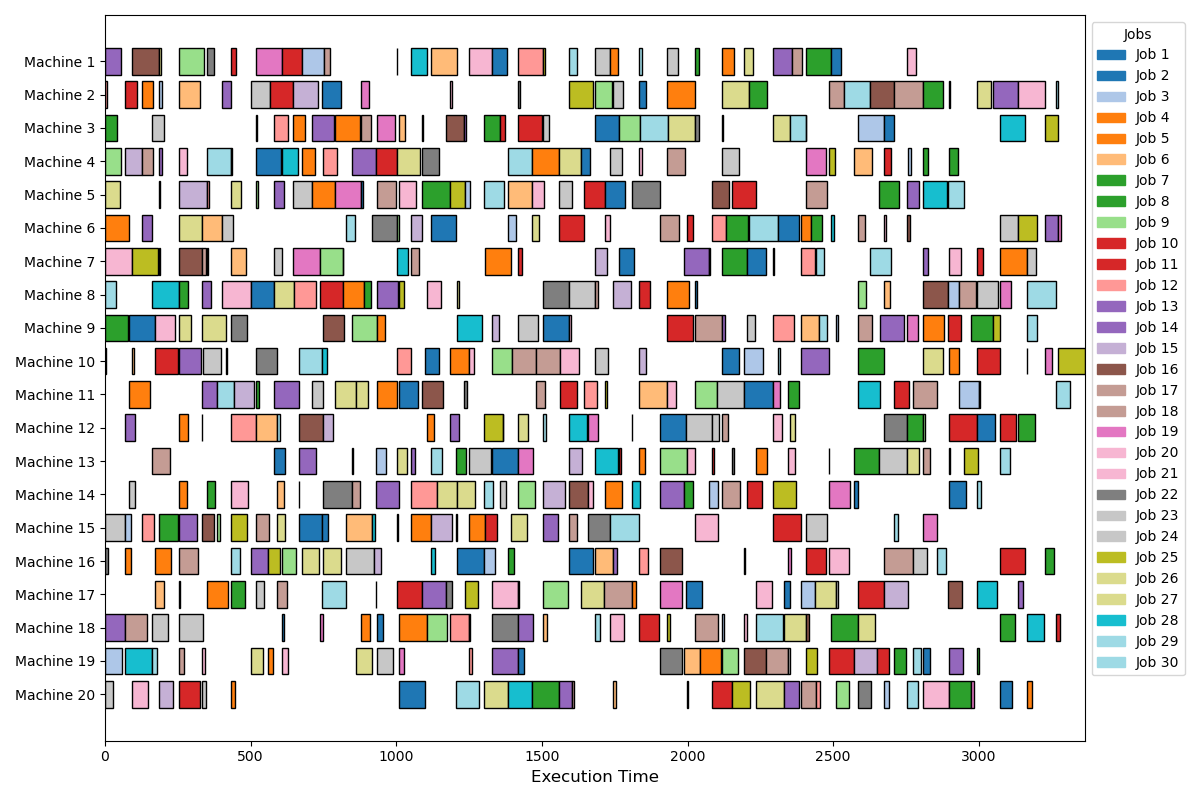 Machine 1
Machine 2
Machine 3
Machine 4
Machine 5
Machine 6
Machine 7
Machine 8
Machine 9
Machine 10
Machine 11
Machine 12
Machine 13
Machine 14
Machine 15
Machine 16
Machine 17
Machine 18
Machine 19
Machine 20
0 500 1000 1500 2000 2500 3000
Execution Time
Jobs
Job 1
Job 2
Job 3
Job 4
Job 5
Job 6
Job 7
Job 8
Job 9
Job 10
Job 11
Job 12
Job 13
Job 14
Job 15
Job 16
Job 17
Job 18
Job 19
Job 20
Job 21
Job 22
Job 23
Job 24
Job 25
Job 26
Job 27
Job 28
Job 29
Job 30